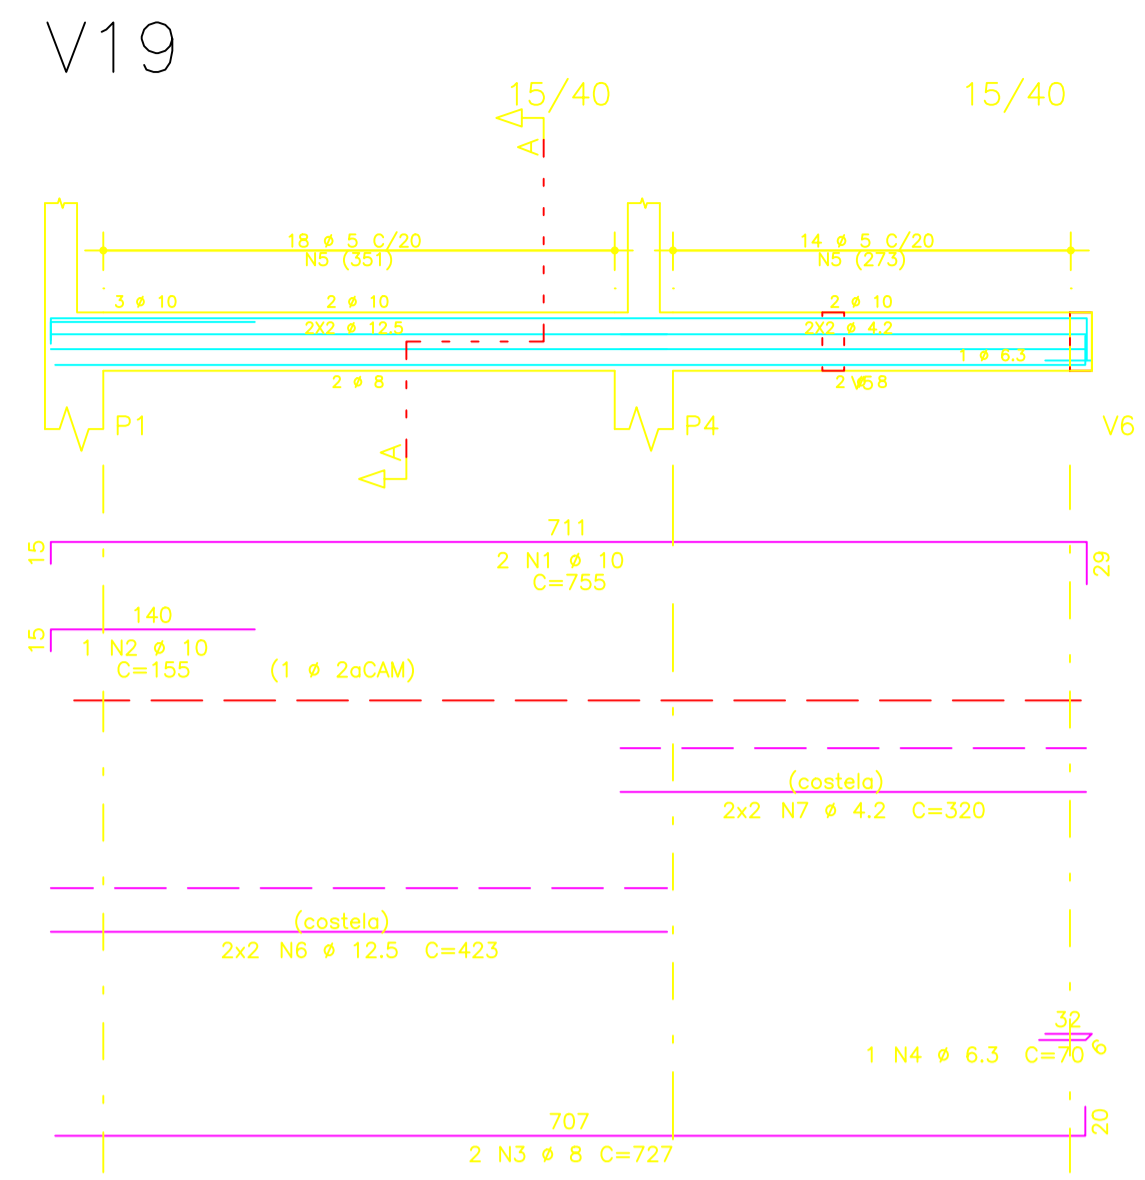 V19
15/40 15/40
A
18 ø 5 C/20 14 ø 5 C/20
N5 (351) N5 (273)
3 ø 10 2 ø 10 2 ø 10
2X2 ø 12.5 2X2 ø 4.2
1 ø 6.3
2 ø 8 2 ø 8
V5
P1 P4 V6
A
711
15 29
2 N1 ø 10
C=755
140
15
1 N2 ø 10
C=155 (1 ø 2aCAM)
(costela)
2x2 N7 ø 4.2 C=320
(costela)
2x2 N6 ø 12.5 C=423
32
6
1 N4 ø 6.3 C=70
707
20
2 N3 ø 8 C=727